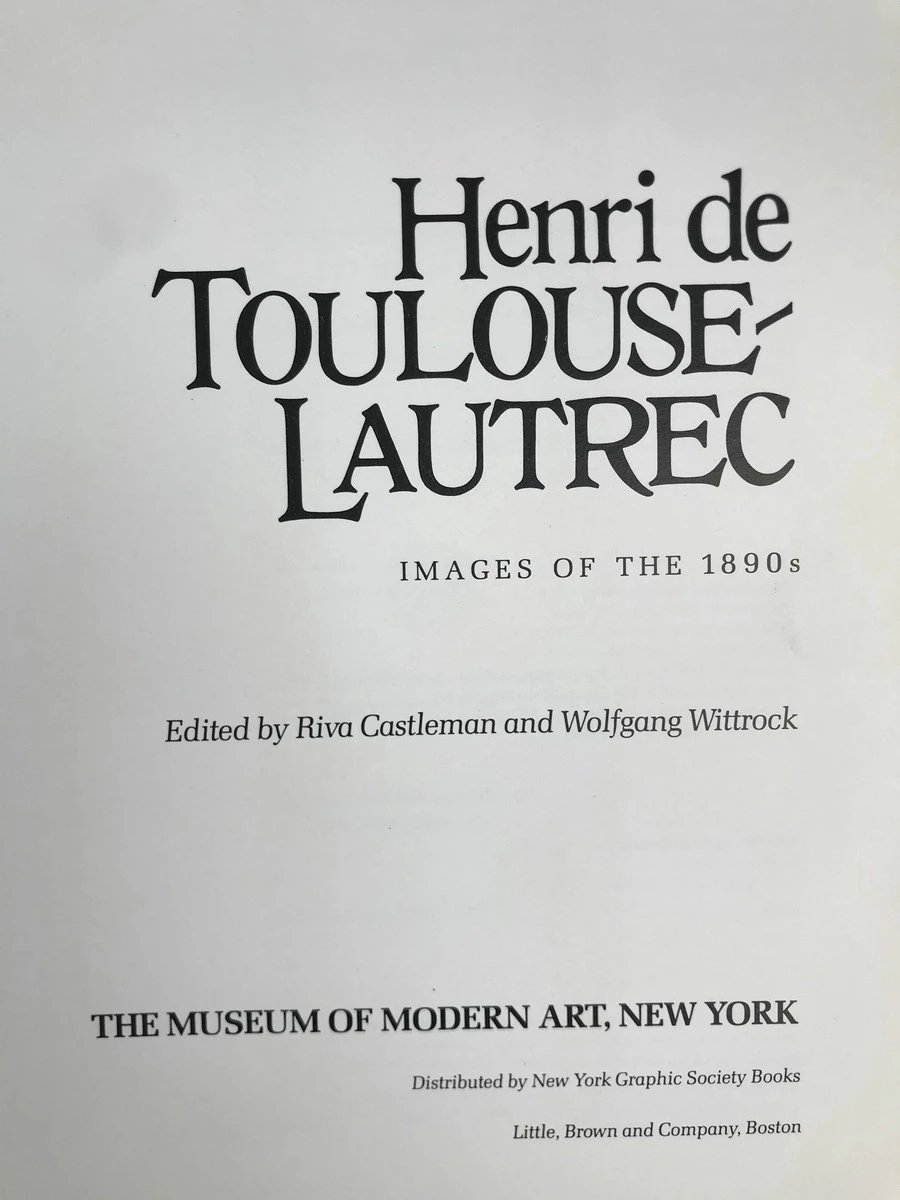 Henri de
TOULOUSE-
LAUTREC
IMAGES OF THE 1890s
Edited by Riva Castleman and Wolfgang Wittrock
THE MUSEUM OF MODERN ART, NEW YORK
Distributed by New York Graphic Society Books
Little, Brown and Company, Boston